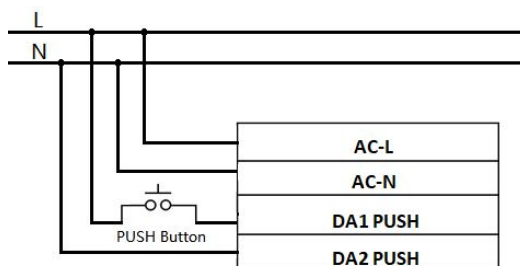 L
N
AC-L
AC-N
DA1 PUSH
PUSH Button
DA2 PUSH